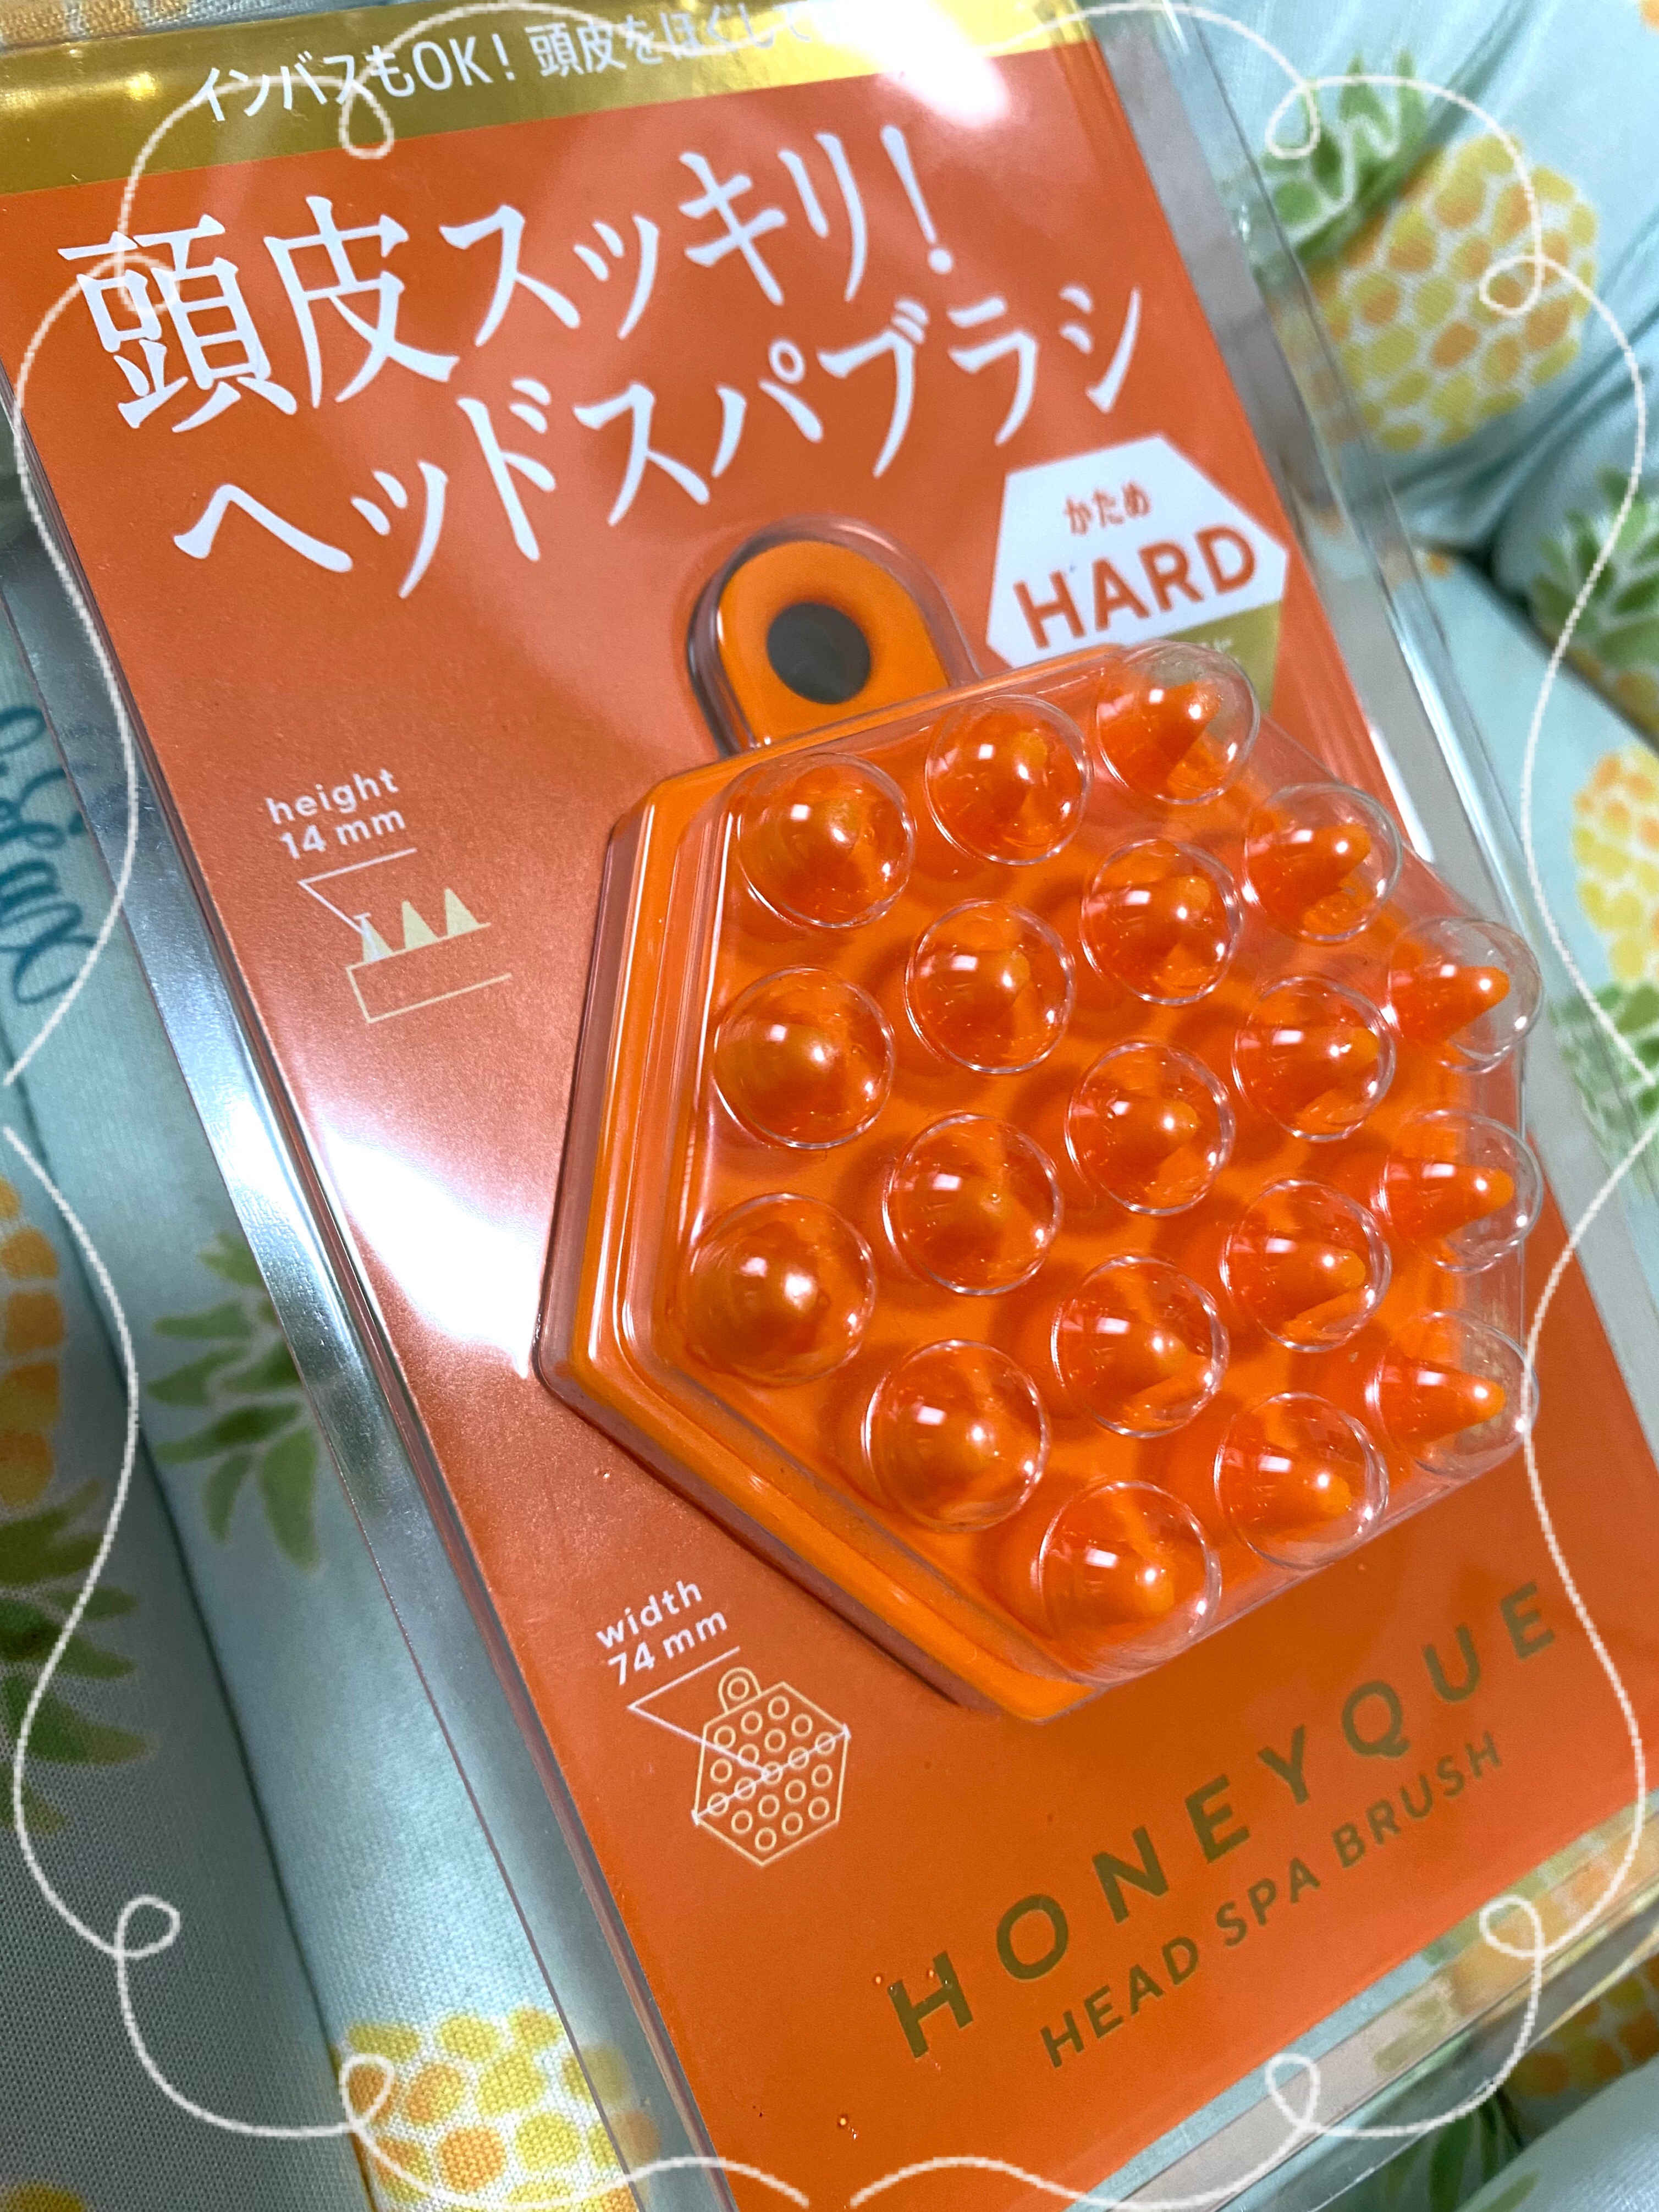 インバスもOK! 頭皮をほぐして
頭皮スッキリ!
ヘッドスパブラシ
かため
HARD
height
14 mm
width
74 mm
HONEYQUE
HEAD SPA BRUSH